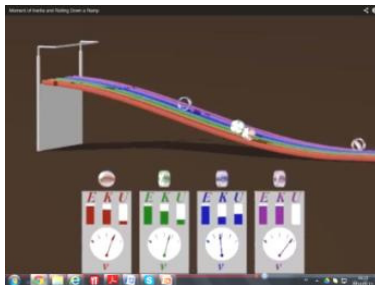 Moment of Inertia and Rolling Down a Ramp
E K U
E K U
E K U
E K U
v
v
v
v